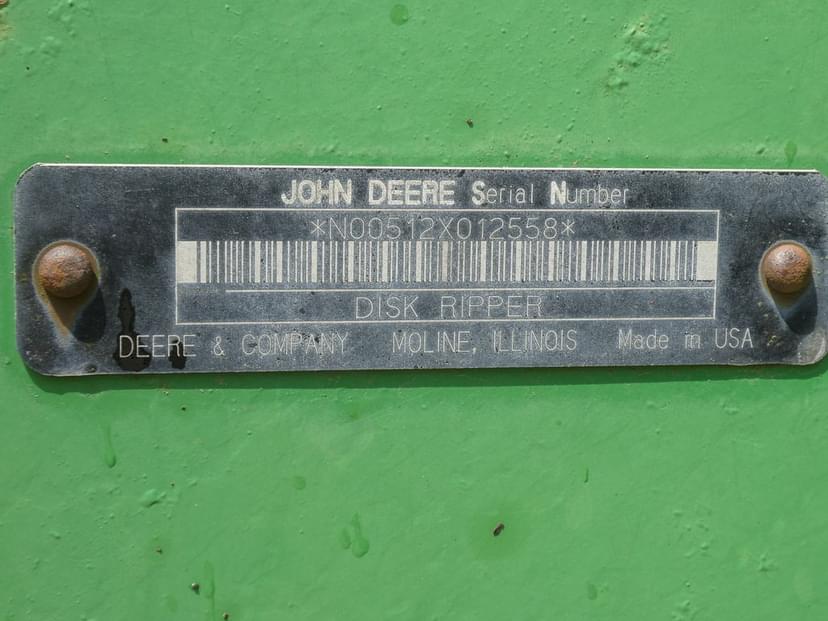 JOHN DEERE Serial Number
*N00512X012558*
DISK RIPPER
DEERE & COMPANY MOLINE, ILLINOIS Made in USA